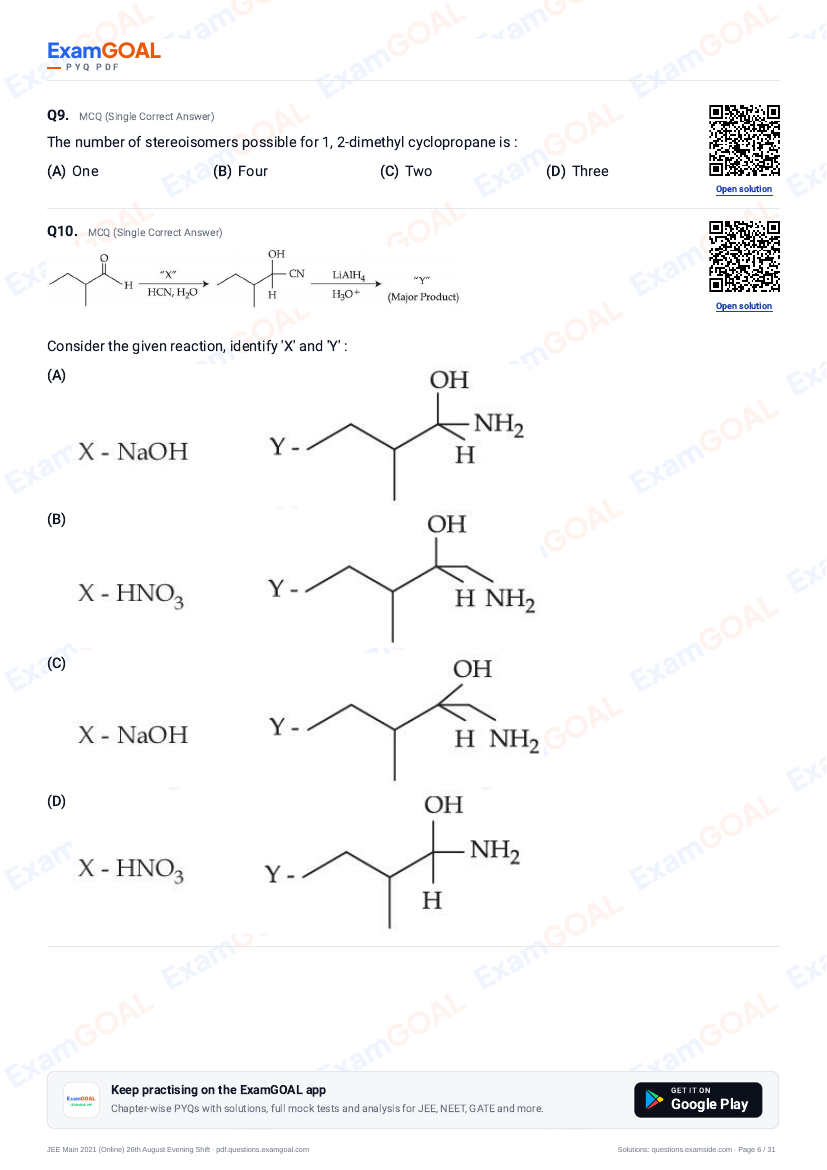 ExamGOAL
PYQ PDF
Q9. MCQ (Single Correct Answer)
The number of stereoisomers possible for 1, 2-dimethyl cyclopropane is :
(A) One (B) Four (C) Two (D) Three
Open solution
Q10. MCQ (Single Correct Answer)
O
H
"X"
HCN, H2O
OH
CN
H
LiAlH4
H3O+
"Y"
(Major Product)
Open solution
Consider the given reaction, identify 'X' and 'Y' :
(A)
X - NaOH
Y -
OH
NH2
H
(B)
X - HNO3
Y -
OH
H NH2
(C)
X - NaOH
Y -
OH
H NH2
(D)
X - HNO3
Y -
OH
NH2
H
ExamGOAL
Keep practising on the ExamGOAL app
Chapter-wise PYQs with solutions, full mock tests and analysis for JEE, NEET, GATE and more.
GET IT ON
Google Play
JEE Main 2021 (Online) 26th August Evening Shift · pdf.questions.examgoal.com
Solutions: questions.examside.com · Page 6 / 31